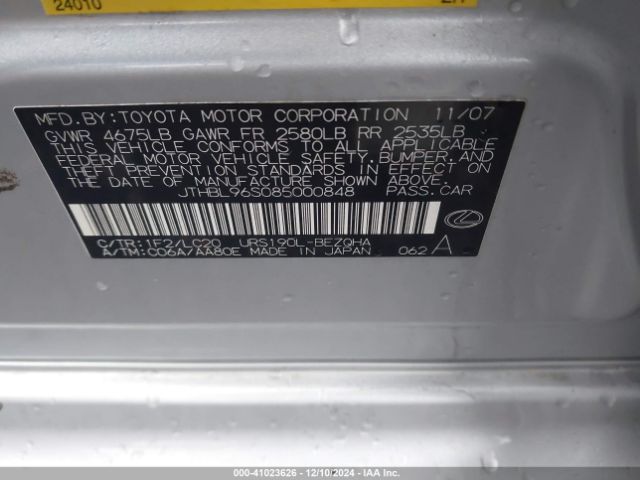 24010
MFD.BY:TOYOTA MOTOR CORPORATION 11/07
GVWR 4675LB GAWR FR 2580LB RR 2535LB
THIS VEHICLE CONFORMS TO ALL APPLICABLE
FEDERAL MOTOR VEHICLE SAFETY,BUMPER,AND
THEFT PREVENTION STANDARDS IN EFFECT ON
THE DATE OF MANUFACTURE SHOWN ABOVE.
JTHBL96S085000848 PASS.CAR
C/TR:1F2/LC20 URS190L-BEZQHA
A/TM:C06A/AA80E MADE IN JAPAN 062 A
000-41023626 - 12/10/2024 - IAAI.COM